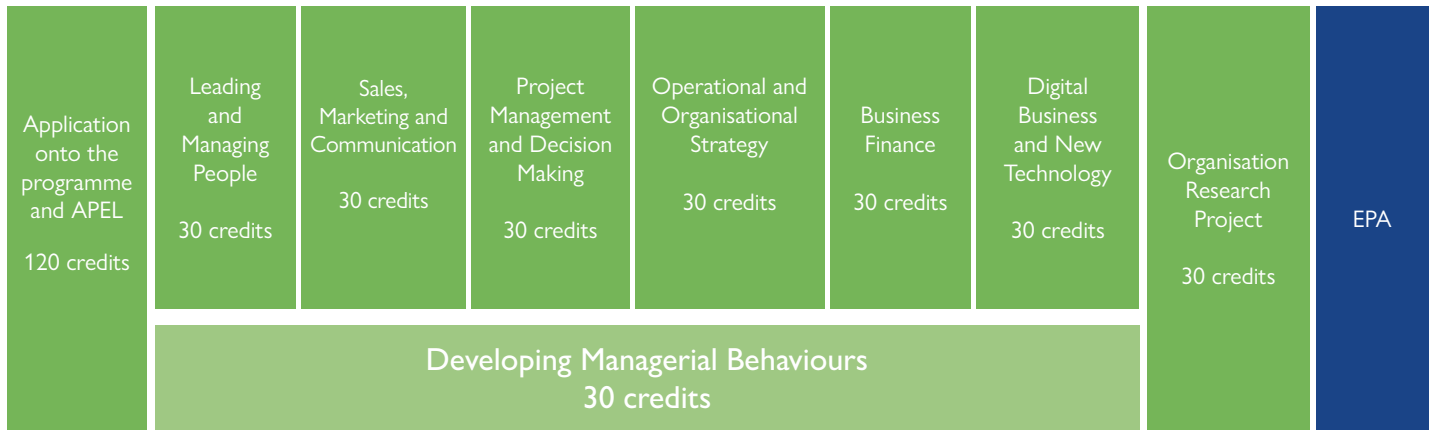 Application
onto the
programme
and APEL
120 credits
Leading
and
Managing
People
30 credits
Sales,
Marketing and
Communication
30 credits
Project
Management
and Decision
Making
30 credits
Operational and
Organisational
Strategy
30 credits
Business
Finance
30 credits
Digital
Business
and New
Technology
30 credits
Developing Managerial Behaviours
30 credits
Organisation
Research
Project
30 credits
EPA